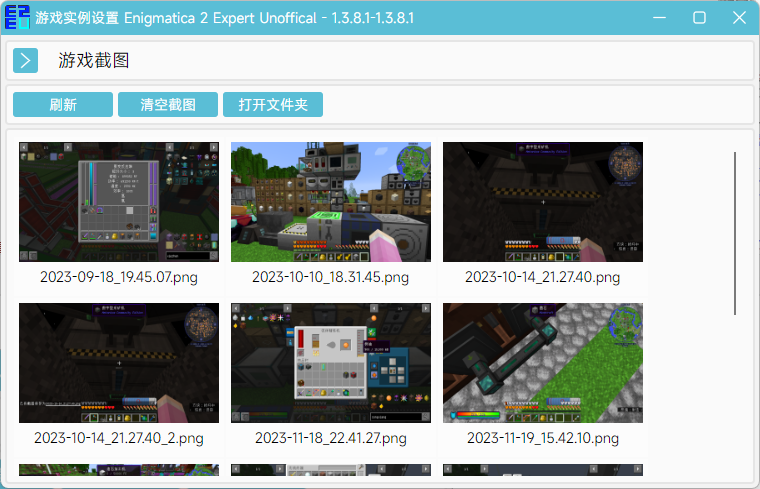 游戏实例设置 Enigmatica 2 Expert Unoffical - 1.3.8.1-1.3.8.1
游戏截图
刷新 清空截图 打开文件夹
2023-09-18_19.45.07.png 2023-10-10_18.31.45.png 2023-10-14_21.27.40.png
2023-10-14_21.27.40_2.png 2023-11-18_22.41.27.png 2023-11-19_15.42.10.png